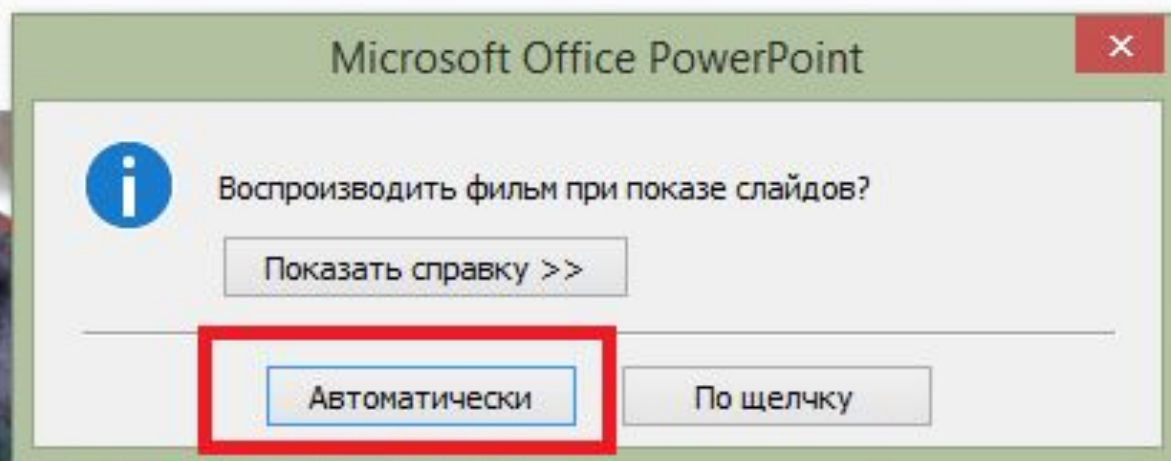 Microsoft Office PowerPoint
Воспроизводить фильм при показе слайдов?
Показать справку >>
Автоматически
По щелчку